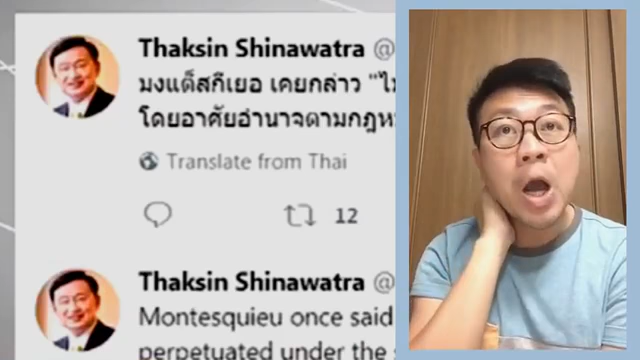 Thaksin Shinawatra @
มงแต็สกีเยอ เคยกล่าว "ไม
โดยอาศัยอำนาจตามกฎห
Translate from Thai
12
Thaksin Shinawatra @
Montesquieu once said
perpetuated under the